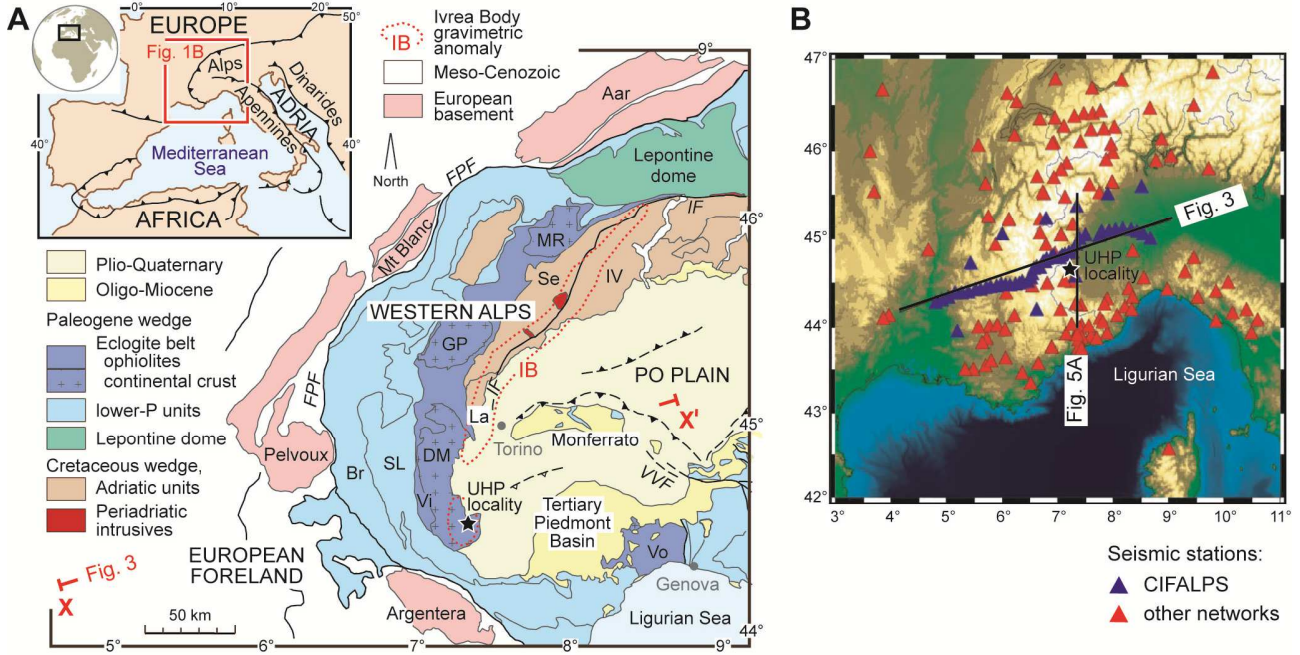 A
0°
10°
20°
50°
EUROPE
Fig. 1B
Alps
Dinarides
ADRIA
Apennines
40°
40°
Mediterranean
Sea
AFRICA
Plio-Quaternary
Oligo-Miocene
Paleogene wedge
Eclogite belt
ophiolites
continental crust
lower-P units
Lepontine dome
Cretaceous wedge,
Adriatic units
Periadriatic
intrusives
Fig. 3
X
50 km
IB
Ivrea Body
gravimetric
anomaly
Meso-Cenozoic
European
basement
North
9°
Aar
Lepontine
dome
FPF
IF
46°
Mt Blanc
MR
Se
IV
WESTERN ALPS
GP
IB
PO PLAIN
X'
FPF
IF
La
Torino
Monferrato
45°
Pelvoux
Br
SL
DM
VVF
Vi
UHP
locality
Tertiary
Piedmont
Basin
Vo
EUROPEAN
FORELAND
Genova
Argentera
Ligurian Sea
44°
5°
6°
7°
8°
9°
B
47°
46°
45°
44°
43°
42°
Fig. 3
UHP
locality
Fig. 5A
Ligurian Sea
3°
4°
5°
6°
7°
8°
9°
10°
11°
Seismic stations:
CIFALPS
other networks